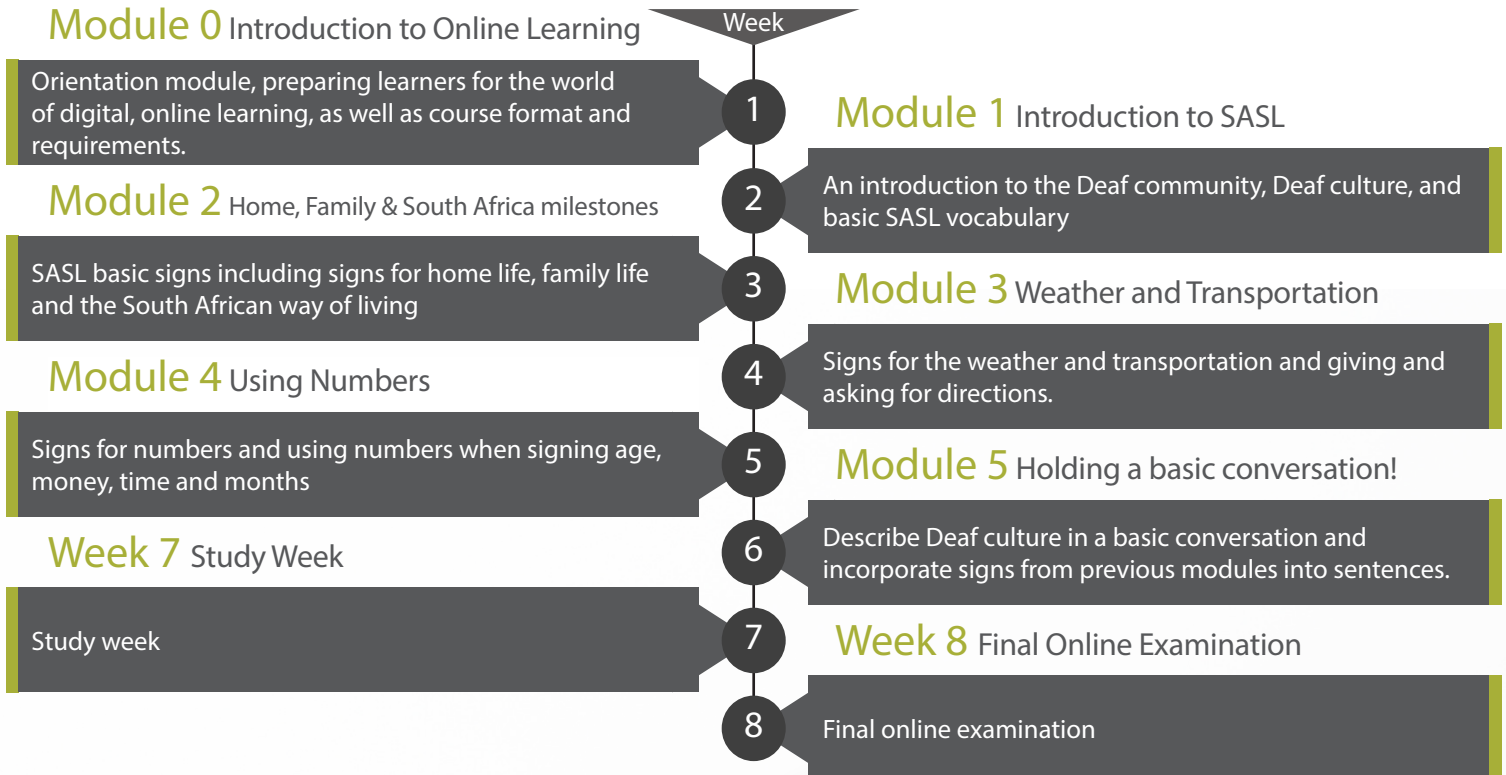 Week
Module 0 Introduction to Online Learning
Orientation module, preparing learners for the world
of digital, online learning, as well as course format and
requirements.
1
Module 1 Introduction to SASL
An introduction to the Deaf community, Deaf culture, and
basic SASL vocabulary
2
Module 2 Home, Family & South Africa milestones
SASL basic signs including signs for home life, family life
and the South African way of living
3
Module 3 Weather and Transportation
Signs for the weather and transportation and giving and
asking for directions.
4
Module 4 Using Numbers
Signs for numbers and using numbers when signing age,
money, time and months
5
Module 5 Holding a basic conversation!
Describe Deaf culture in a basic conversation and
incorporate signs from previous modules into sentences.
6
Week 7 Study Week
Study week
7
Week 8 Final Online Examination
Final online examination
8